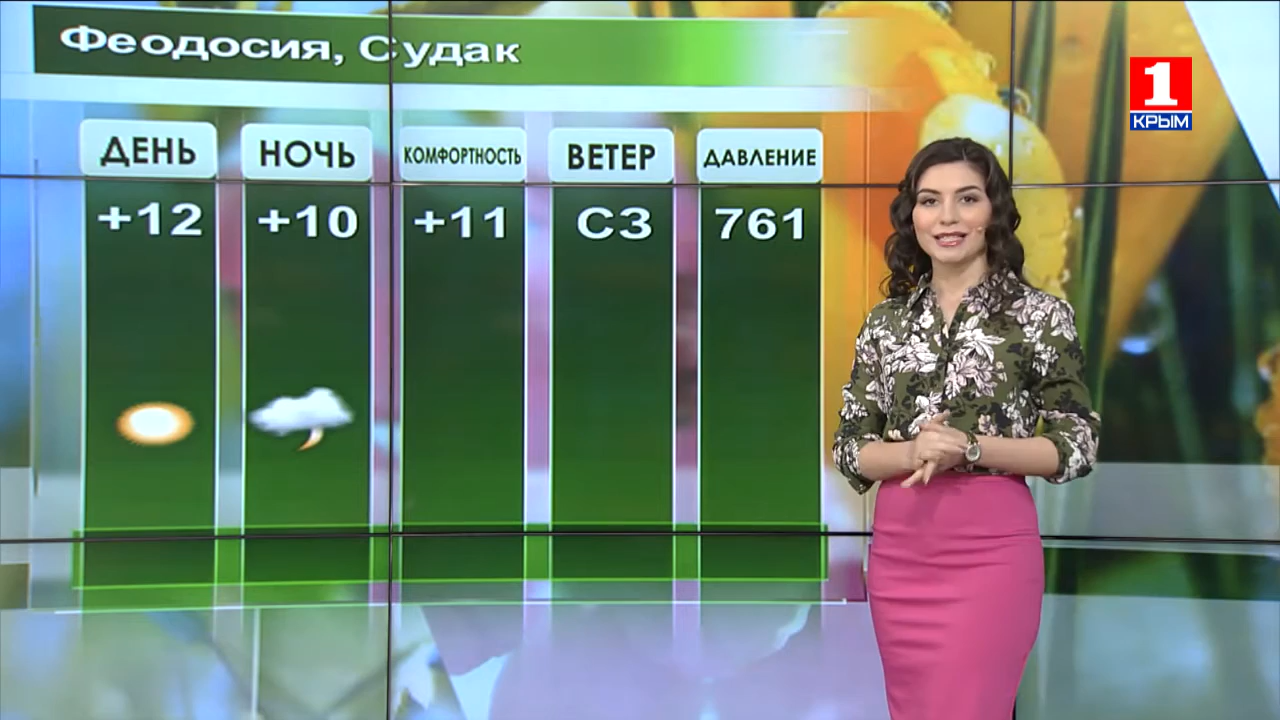 Феодосия, Судак
1
КРЫМ
ДЕНЬ НОЧЬ КОМФОРТНОСТЬ ВЕТЕР ДАВЛЕНИЕ
+12 +10 +11 СЗ 761